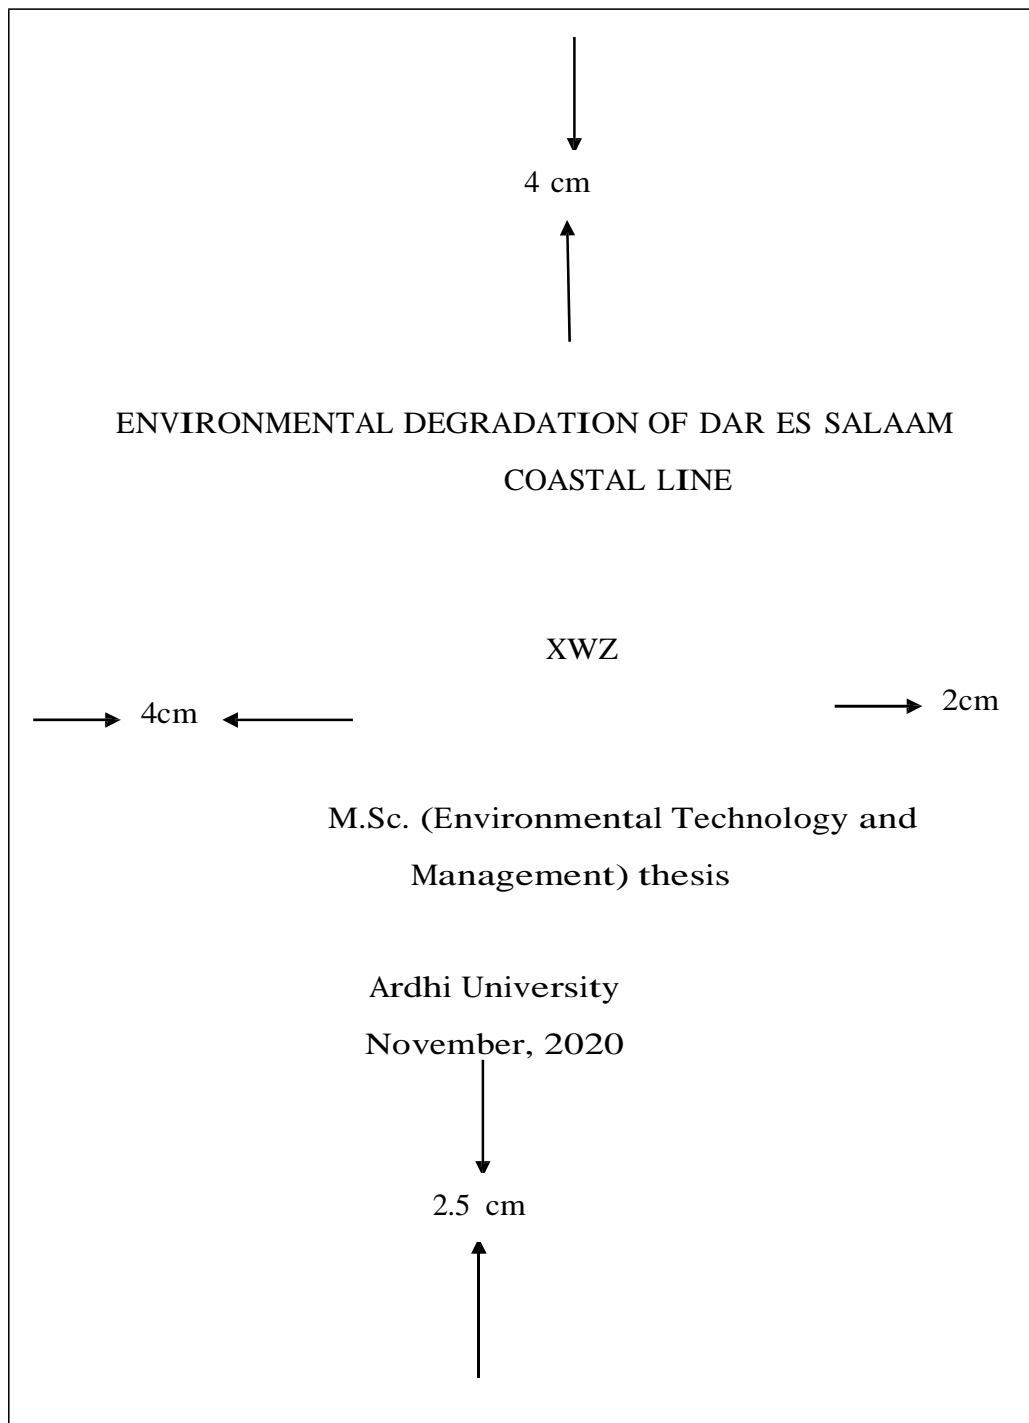 4 cm
ENVIRONMENTAL DEGRADATION OF DAR ES SALAAM
COASTAL LINE
XWZ
4cm
2cm
M.Sc. (Environmental Technology and
Management) thesis
Ardhi University
November, 2020
2.5 cm